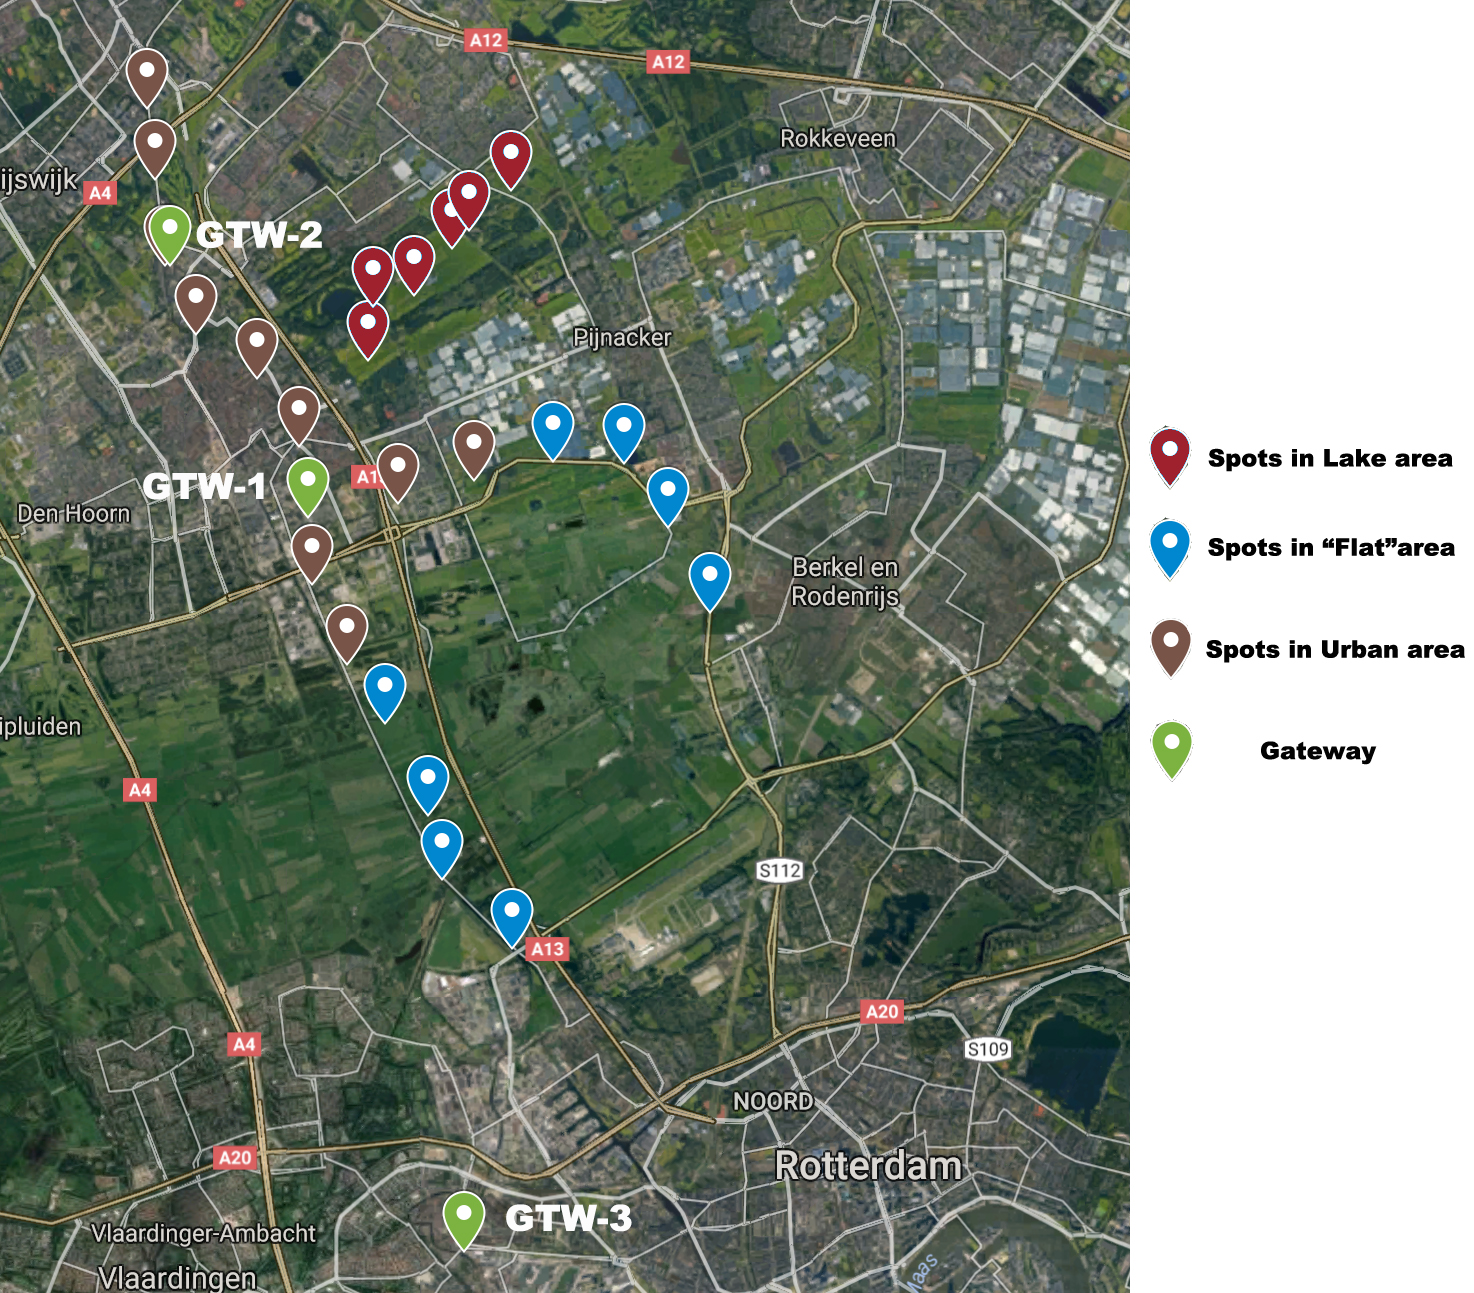 A12
A12
Rokkeveen
ijswijk
A4
GTW-2
Pijnacker
GTW-1
A13
Den Hoorn
Spots in Lake area
Spots in “Flat”area
Berkel en
Rodenrijs
Spots in Urban area
ipluiden
Gateway
A4
S112
A13
A20
A4
S109
NOORD
A20
Rotterdam
GTW-3
Vlaardinger-Ambacht
Maas
Vlaardingen